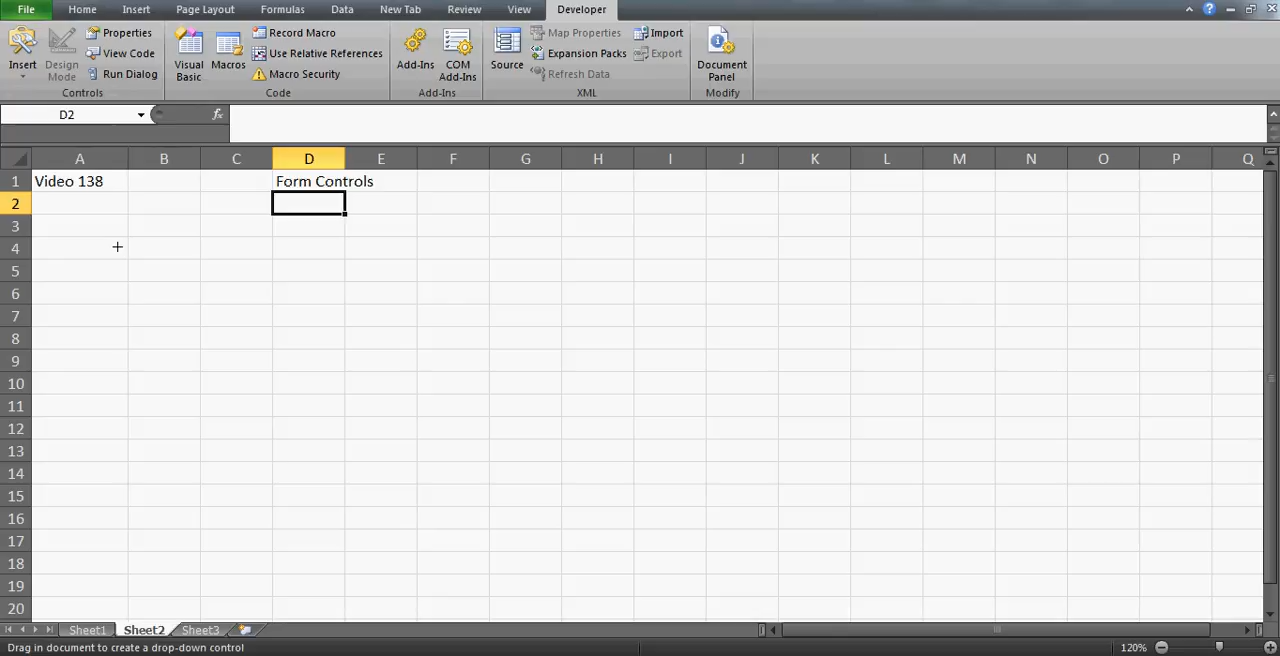 File Home Insert Page Layout Formulas Data New Tab Review View Developer
Insert Design Mode Properties View Code Run Dialog Controls
Visual Basic Macros Record Macro Use Relative References Macro Security Code
Add-Ins COM Add-Ins Add-Ins
Source Map Properties Expansion Packs Refresh Data Import Export XML
Document Panel Modify
D2 fx
A B C D E F G H I J K L M N O P Q
1 Video 138 Form Controls
2
3
4
5
6
7
8
9
10
11
12
13
14
15
16
17
18
19
20
Sheet1 Sheet2 Sheet3
Drag in document to create a drop-down control 120%